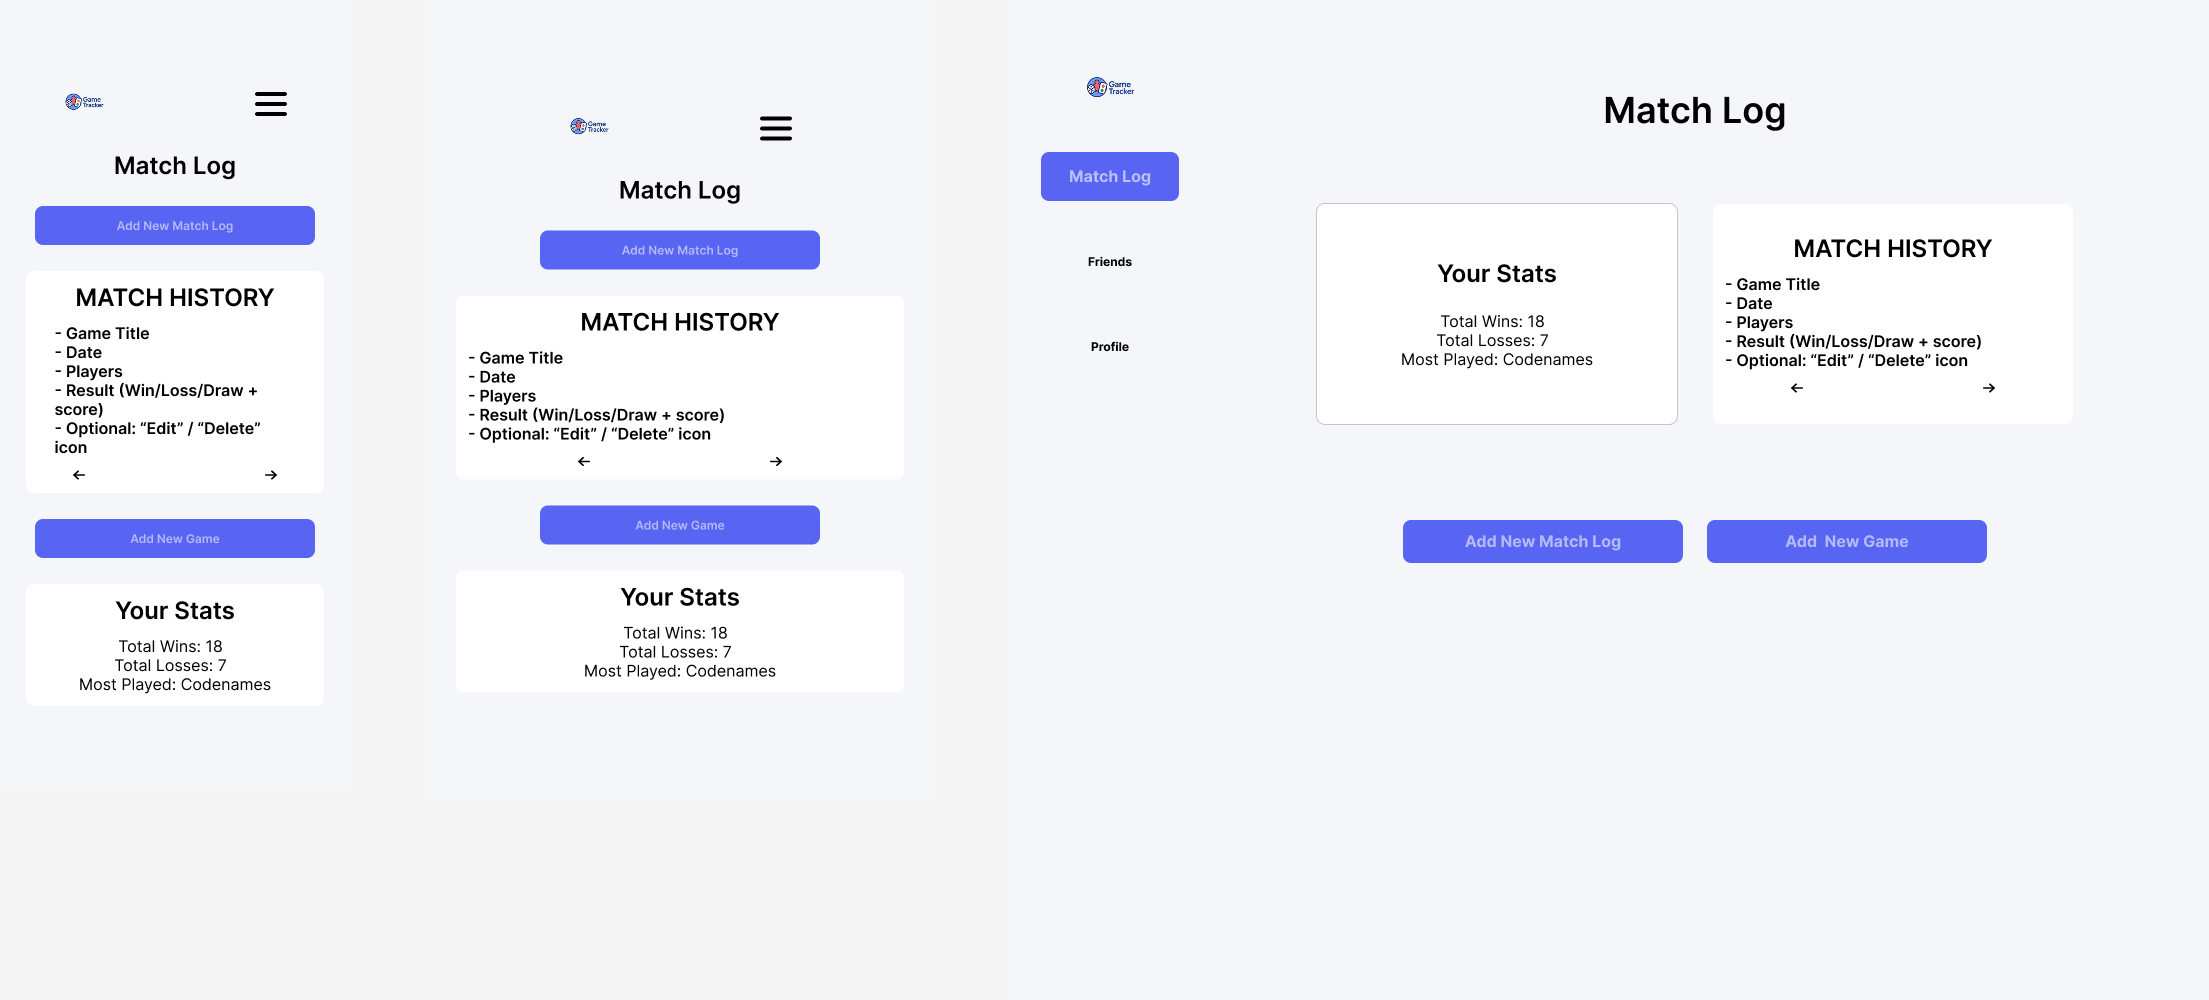 Game
Tracker
Match Log
Add New Match Log
MATCH HISTORY
- Game Title
- Date
- Players
- Result (Win/Loss/Draw +
score)
- Optional: “Edit” / “Delete”
icon
Add New Game
Your Stats
Total Wins: 18
Total Losses: 7
Most Played: Codenames
Game
Tracker
Match Log
Add New Match Log
MATCH HISTORY
- Game Title
- Date
- Players
- Result (Win/Loss/Draw + score)
- Optional: “Edit” / “Delete” icon
Add New Game
Your Stats
Total Wins: 18
Total Losses: 7
Most Played: Codenames
Game
Tracker
Match Log
Friends
Profile
Match Log
Your Stats
Total Wins: 18
Total Losses: 7
Most Played: Codenames
MATCH HISTORY
- Game Title
- Date
- Players
- Result (Win/Loss/Draw + score)
- Optional: “Edit” / “Delete” icon
Add New Match Log
Add  New Game